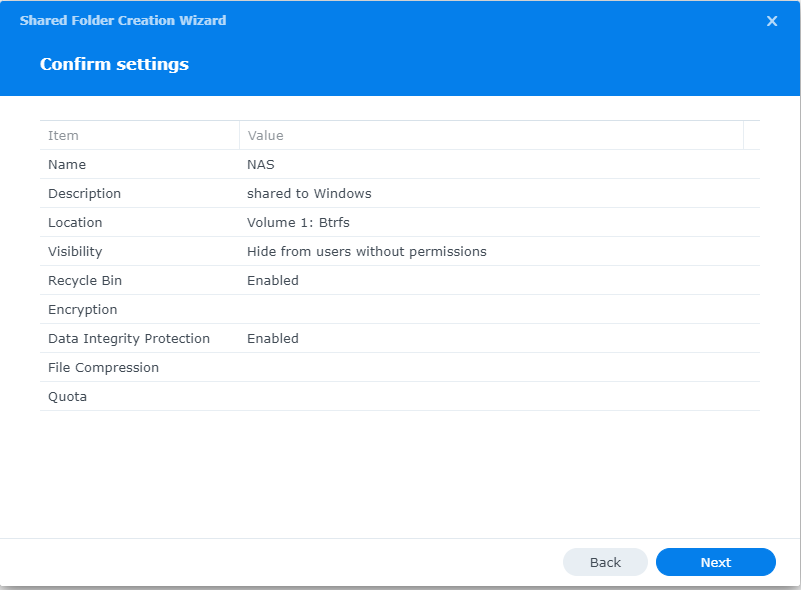 Shared Folder Creation Wizard
Confirm settings
Item Value
Name NAS
Description shared to Windows
Location Volume 1: Btrfs
Visibility Hide from users without permissions
Recycle Bin Enabled
Encryption
Data Integrity Protection Enabled
File Compression
Quota
Back Next